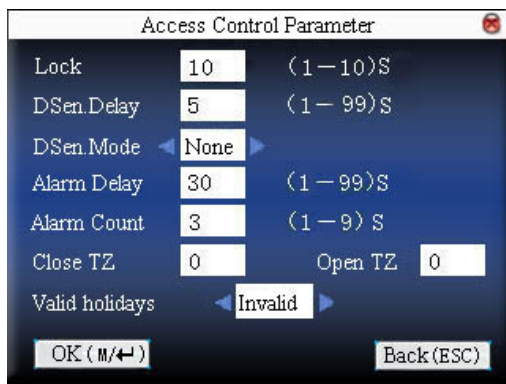 Access Control Parameter
Lock 10 (1-10)S
DSen.Delay 5 (1-99)S
DSen.Mode None
Alarm Delay 30 (1-99)S
Alarm Count 3 (1-9) S
Close TZ 0 Open TZ 0
Valid holidays Invalid
OK(M/↵) Back(ESC)